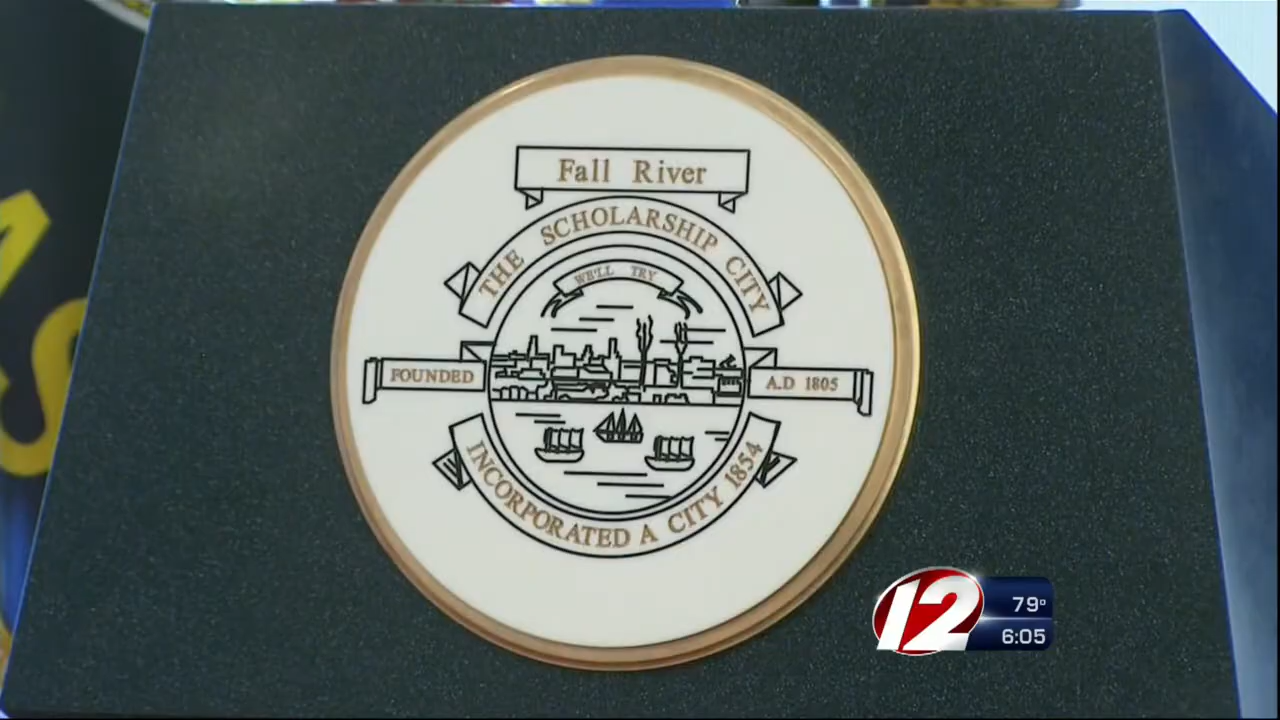 Fall River
THE SCHOLARSHIP CITY
WE'LL TRY
FOUNDED
A.D 1805
INCORPORATED A CITY 1854
12
79°
6:05